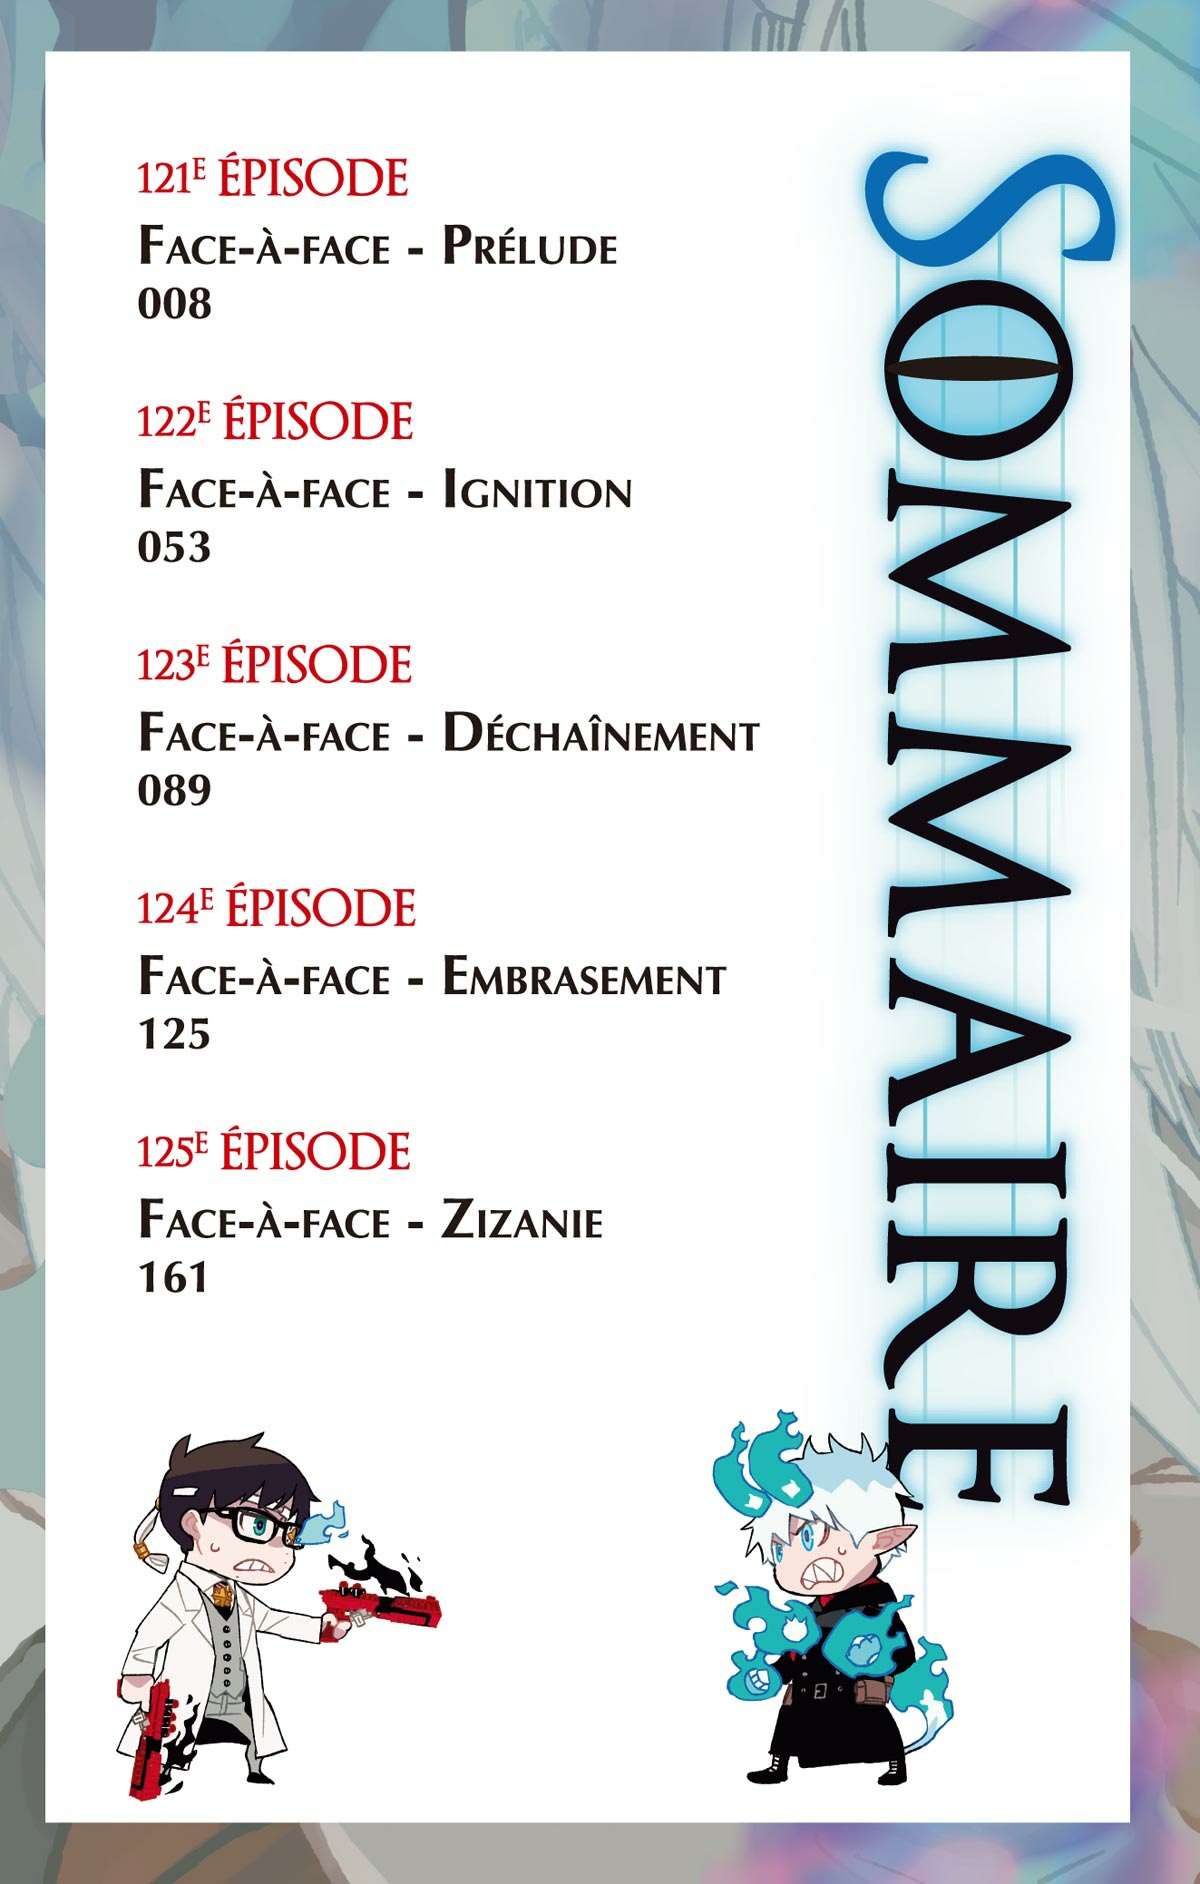 SOMMAIRE
121E ÉPISODE
FACE-À-FACE - PRÉLUDE
008
122E ÉPISODE
FACE-À-FACE - IGNITION
053
123E ÉPISODE
FACE-À-FACE - DÉCHAÎNEMENT
089
124E ÉPISODE
FACE-À-FACE - EMBRASEMENT
125
125E ÉPISODE
FACE-À-FACE - ZIZANIE
161